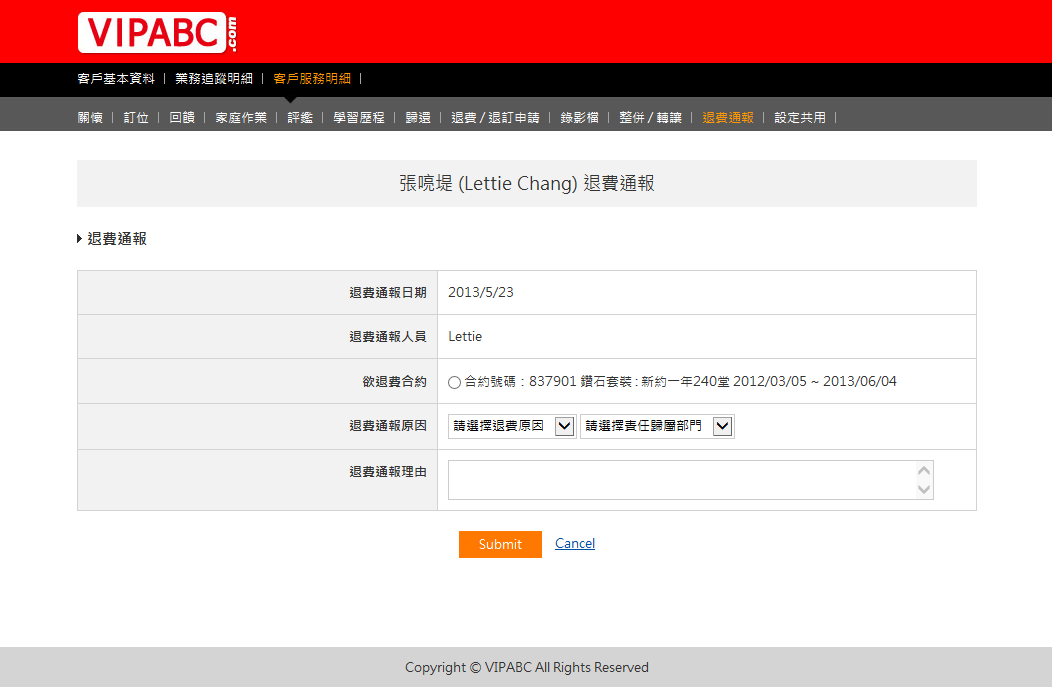 VIPABC.com
客戶基本資料 | 業務追蹤明細 | 客戶服務明細 |
關懷 | 訂位 | 回饋 | 家庭作業 | 評鑑 | 學習歷程 | 歸還 | 退費 / 退訂申請 | 錄影檔 | 整併 / 轉讓 | 退費通報 | 設定共用 |
張喨堤 (Lettie Chang) 退費通報
退費通報
退費通報日期 2013/5/23
退費通報人員 Lettie
欲退費合約 合約號碼：837901 鑽石套裝 : 新約一年240堂 2012/03/05 ~ 2013/06/04
退費通報原因 請選擇退費原因 請選擇責任歸屬部門
退費通報理由
Submit Cancel
Copyright © VIPABC All Rights Reserved